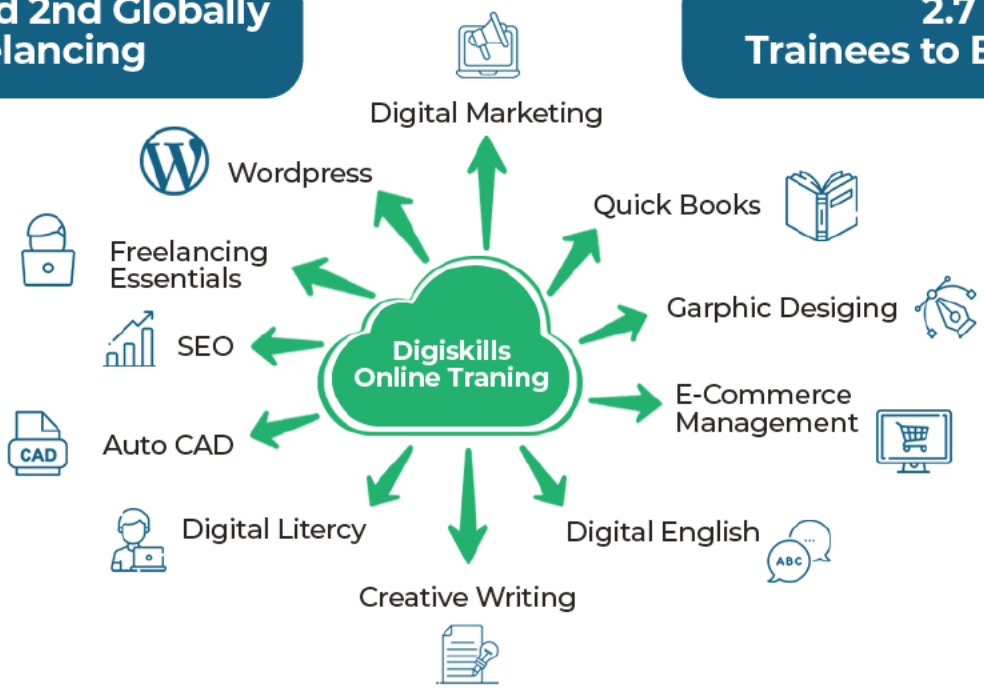 d 2nd Globally
lancing
2.7
Trainees to E
Digital Marketing
Wordpress
Quick Books
Freelancing
Essentials
Garphic Desiging
SEO
Digiskills
Online Traning
E-Commerce
Management
Auto CAD
CAD
Digital Litercy
Digital English
ABC
Creative Writing